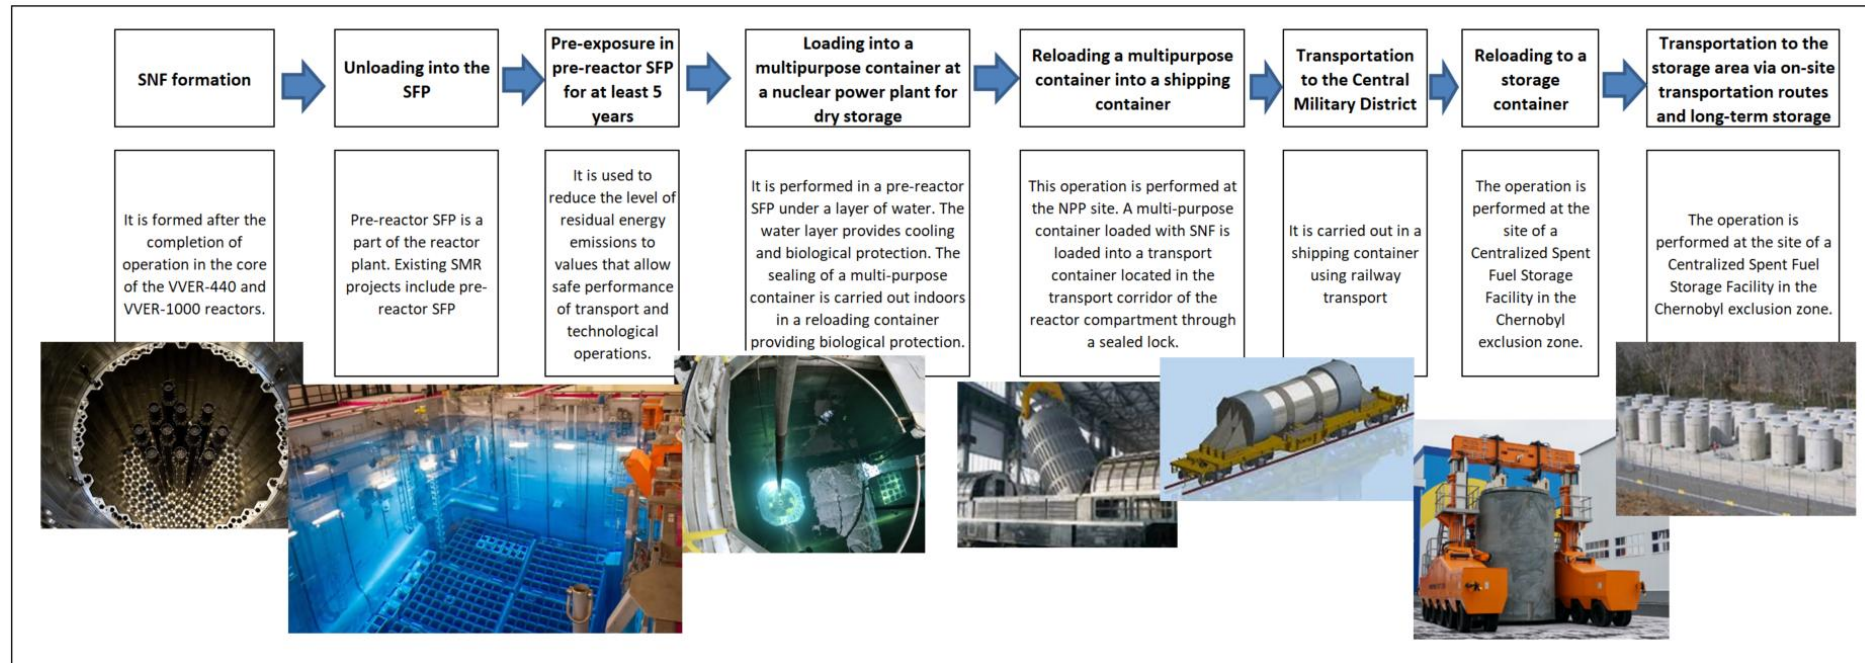 SNF formation
Unloading into the
SFP
Pre-exposure in
pre-reactor SFP
for at least 5
years
Loading into a
multipurpose container at
a nuclear power plant for
dry storage
Reloading a multipurpose
container into a shipping
container
Transportation
to the Central
Military District
Reloading to a
storage
container
Transportation to the
storage area via on-site
transportation routes
and long-term storage
It is formed after the
completion of
operation in the core
of the VVER-440 and
VVER-1000 reactors.
Pre-reactor SFP is a
part of the reactor
plant. Existing SMR
projects include pre-
reactor SFP
It is used to
reduce the level of
residual energy
emissions to
values that allow
safe performance
of transport and
technological
operations.
It is performed in a pre-reactor
SFP under a layer of water. The
water layer provides cooling
and biological protection. The
sealing of a multi-purpose
container is carried out indoors
in a reloading container
providing biological protection.
This operation is performed at
the NPP site. A multi-purpose
container loaded with SNF is
loaded into a transport
container located in the
transport corridor of the
reactor compartment through
a sealed lock.
It is carried out in a
shipping container
using railway
transport
The operation is
performed at the
site of a
Centralized Spent
Fuel Storage
Facility in the
Chernobyl
exclusion zone.
The operation is
performed at the site of a
Centralized Spent Fuel
Storage Facility in the
Chernobyl exclusion zone.